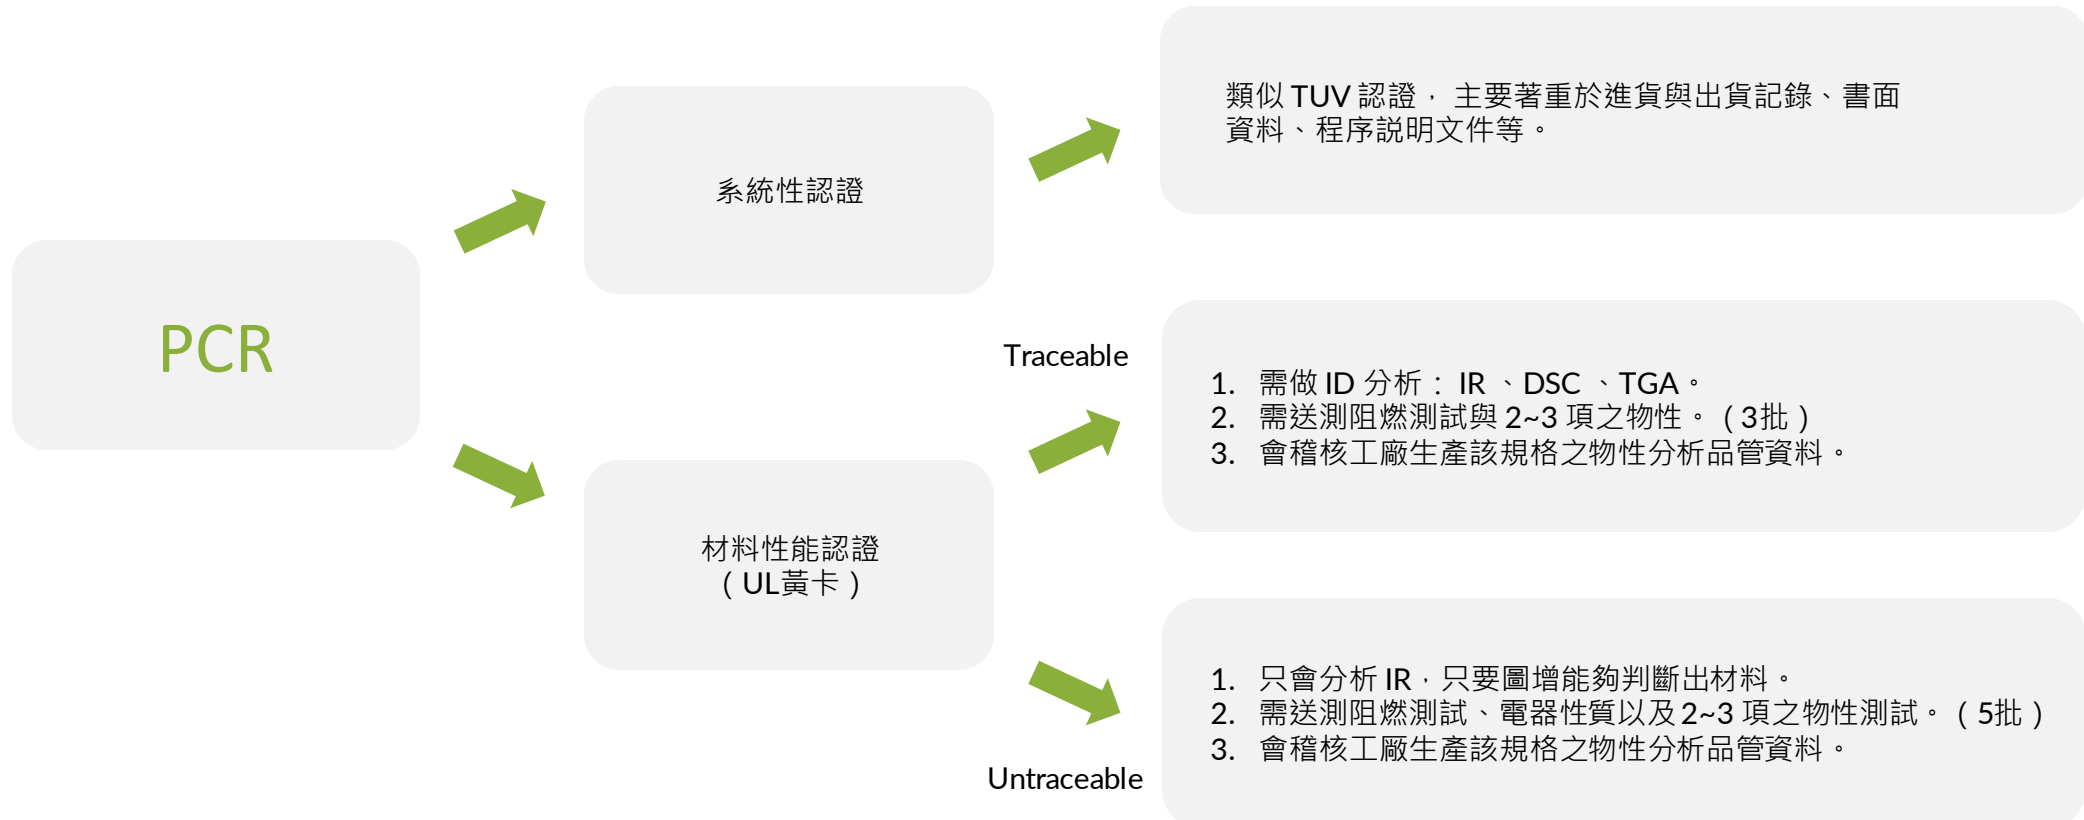 PCR
系統性認證
類似 TUV 認證， 主要著重於進貨與出貨記錄、書面
資料、程序説明文件等。
材料性能認證
（UL黃卡）
Traceable
1. 需做 ID 分析：IR 、DSC 、TGA。
2. 需送測阻燃測試與 2~3 項之物性。（3批）
3. 會稽核工廠生產該規格之物性分析品管資料。
Untraceable
1. 只會分析 IR，只要圖增能夠判斷出材料。
2. 需送測阻燃測試、電器性質以及 2~3 項之物性測試。（5批）
3. 會稽核工廠生產該規格之物性分析品管資料。